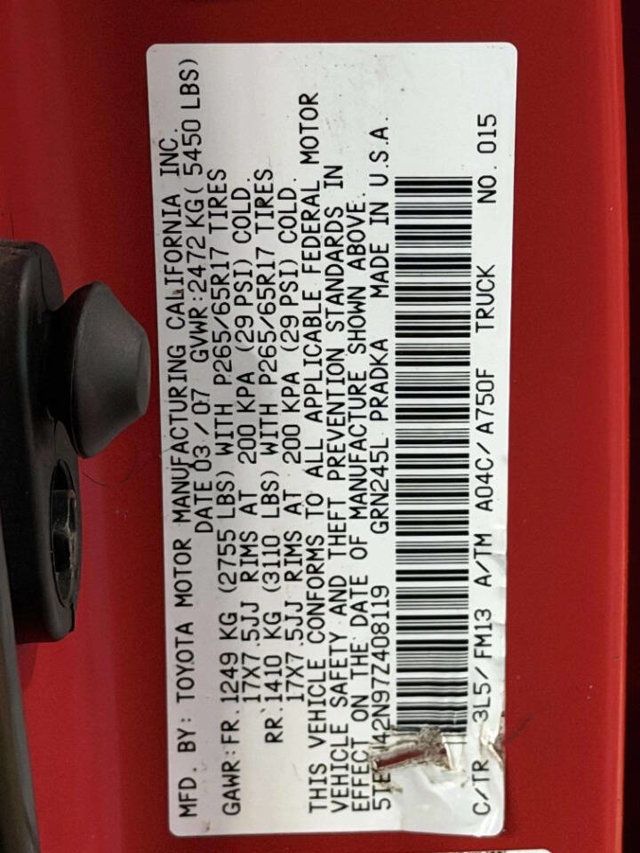 MFD. BY: TOYOTA MOTOR MANUFACTURING CALIFORNIA INC.
DATE 03 / 07 GVWR: 2472 KG( 5450 LBS)
GAWR: FR. 1249 KG (2755 LBS) WITH P265/65R17 TIRES
17X7.5JJ RIMS AT 200 KPA (29 PSI) COLD.
RR. 1410 KG (3110 LBS) WITH P265/65R17 TIRES
17X7.5JJ RIMS AT 200 KPA (29 PSI) COLD.
THIS VEHICLE CONFORMS TO ALL APPLICABLE FEDERAL MOTOR
VEHICLE SAFETY AND THEFT PREVENTION STANDARDS IN
EFFECT ON THE DATE OF MANUFACTURE SHOWN ABOVE.
GRN245L PRADKA MADE IN U.S.A.
C/TR 3L5/FM13 A/TM A04C/A750F TRUCK NO. 015